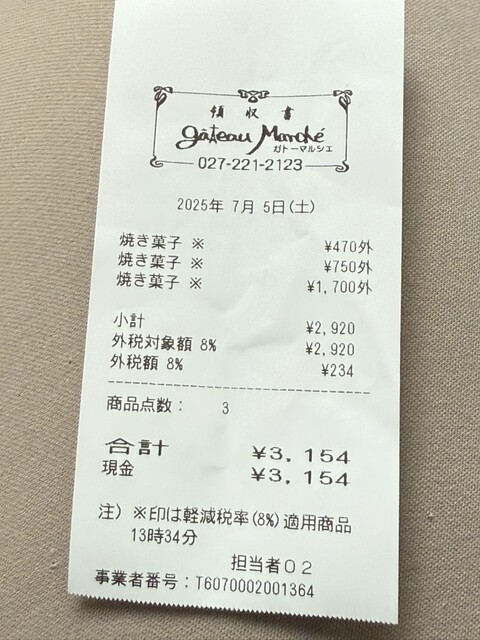 領収書
gâteau Marché
ガトーマルシェ
027-221-2123
2025年 7月 5日(土)
焼き菓子 ※ ¥470外
焼き菓子 ※ ¥750外
焼き菓子 ※ ¥1,700外
小計 ¥2,920
外税対象額 8% ¥2,920
外税額 8% ¥234
商品点数: 3
合計 ¥3,154
現金 ¥3,154
注) ※印は軽減税率(8%)適用商品
13時34分
担当者02
事業者番号:T6070002001364